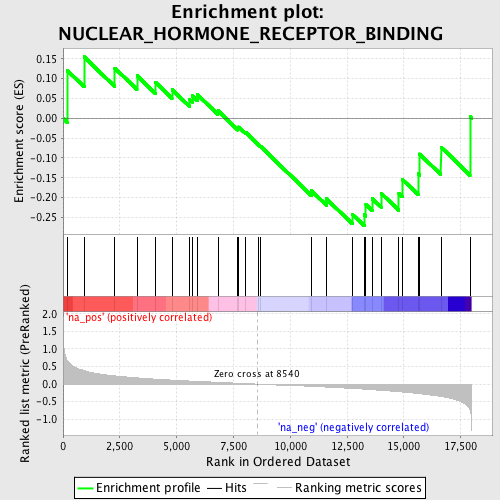 Enrichment plot:
NUCLEAR_HORMONE_RECEPTOR_BINDING
Enrichment score (ES)
0.15
0.10
0.05
0.00
-0.05
-0.10
-0.15
-0.20
-0.25
'na_pos' (positively correlated)
Ranked list metric (PreRanked)
2.0
1.5
1.0
0.5
0.0
-0.5
-1.0
Zero cross at 8540
'na_neg' (negatively correlated)
0 2,500 5,000 7,500 10,000 12,500 15,000 17,500
Rank in Ordered Dataset
Enrichment profile Hits Ranking metric scores